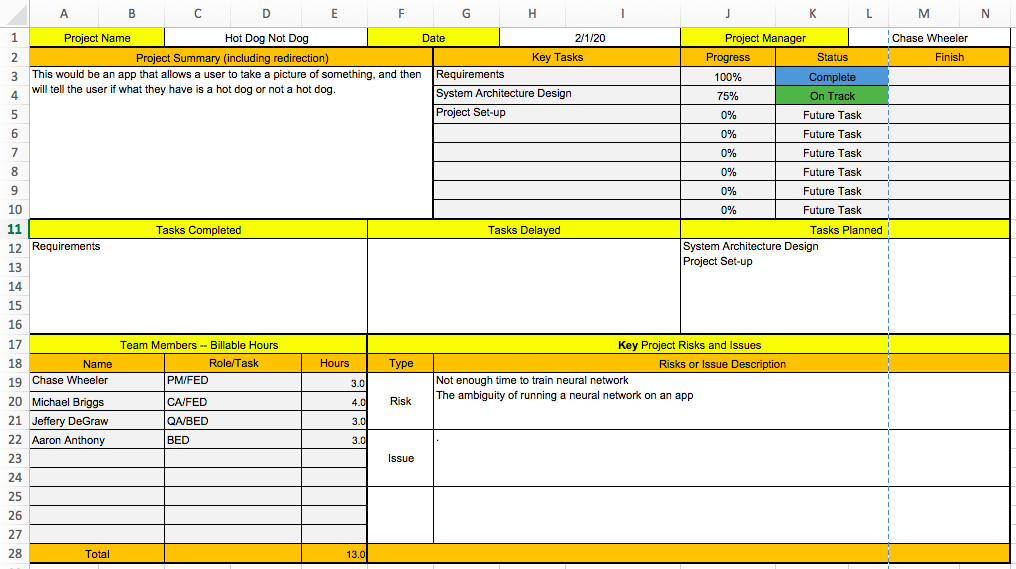 A B C D E F G H I J K L M N
1 Project Name Hot Dog Not Dog Date 2/1/20 Project Manager Chase Wheeler
2 Project Summary (including redirection) Key Tasks Progress Status Finish
3 This would be an app that allows a user to take a picture of something, and then Requirements 100% Complete
4 will tell the user if what they have is a hot dog or not a hot dog. System Architecture Design 75% On Track
5 Project Set-up 0% Future Task
6 0% Future Task
7 0% Future Task
8 0% Future Task
9 0% Future Task
10 0% Future Task
11 Tasks Completed Tasks Delayed Tasks Planned
12 Requirements System Architecture Design
13 Project Set-up
14
15
16
17 Team Members -- Billable Hours Key Project Risks and Issues
18 Name Role/Task Hours Type Risks or Issue Description
19 Chase Wheeler PM/FED 3.0 Not enough time to train neural network
20 Michael Briggs CA/FED 4.0 Risk The ambiguity of running a neural network on an app
21 Jeffery DeGraw QA/BED 3.0
22 Aaron Anthony BED 3.0 .
23 Issue
24
25
26
27
28 Total 13.0